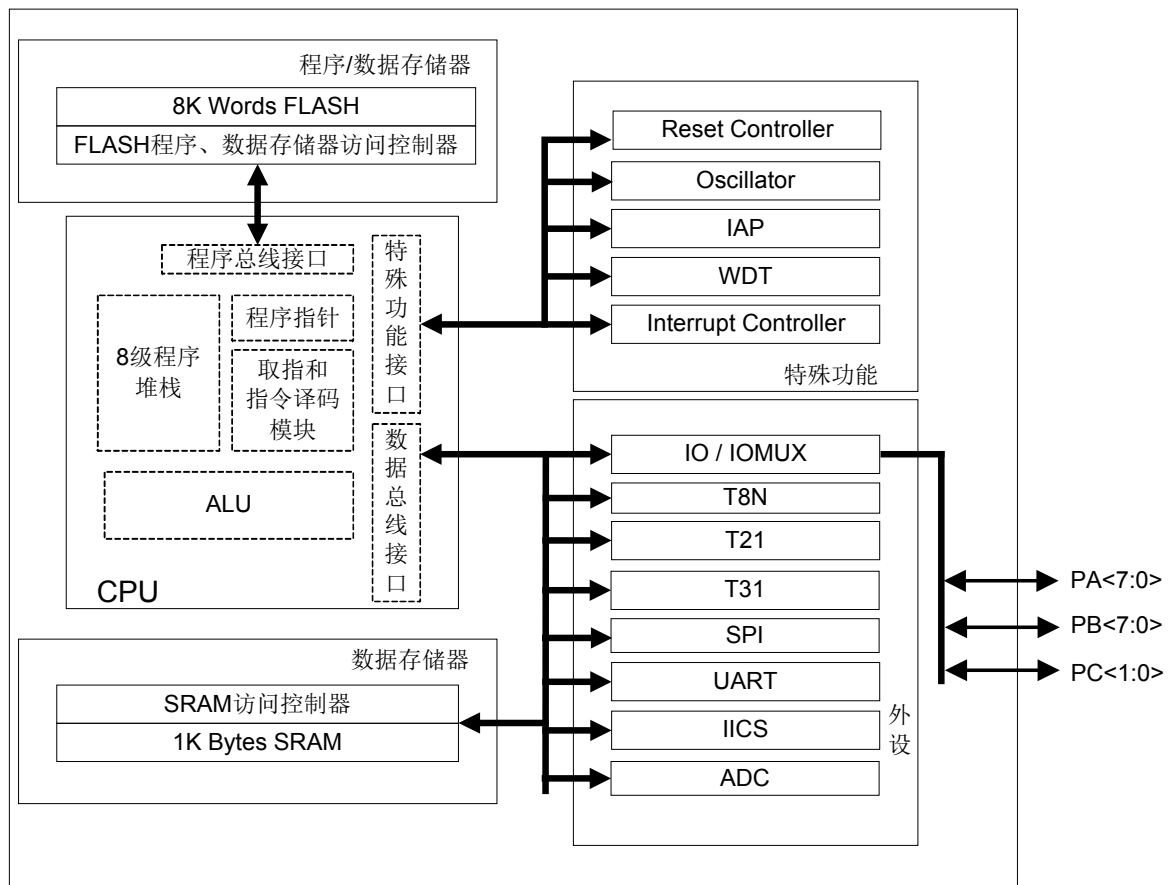 程序/数据存储器
8K Words FLASH
FLASH程序、数据存储器访问控制器
程序总线接口
特殊功能接口
8级程序
堆栈
程序指针
取指和
指令译码
模块
ALU
数据总线接口
CPU
数据存储器
SRAM访问控制器
1K Bytes SRAM
Reset Controller
Oscillator
IAP
WDT
Interrupt Controller
特殊功能
IO / IOMUX
T8N
T21
T31
SPI
UART
IICS
ADC
外设
PA<7:0>
PB<7:0>
PC<1:0>